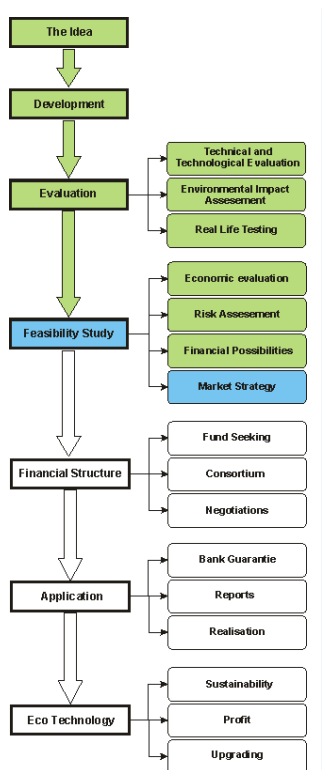 The Idea
Development
Evaluation
Technical and
Technological Evaluation
Environmental Impact
Assesement
Real Life Testing
Feasibility Study
Economic evaluation
Risk Assesement
Financial Possibilities
Market Strategy
Financial Structure
Fund Seeking
Consortium
Negotiations
Application
Bank Guarantie
Reports
Realisation
Eco Technology
Sustainability
Profit
Upgrading